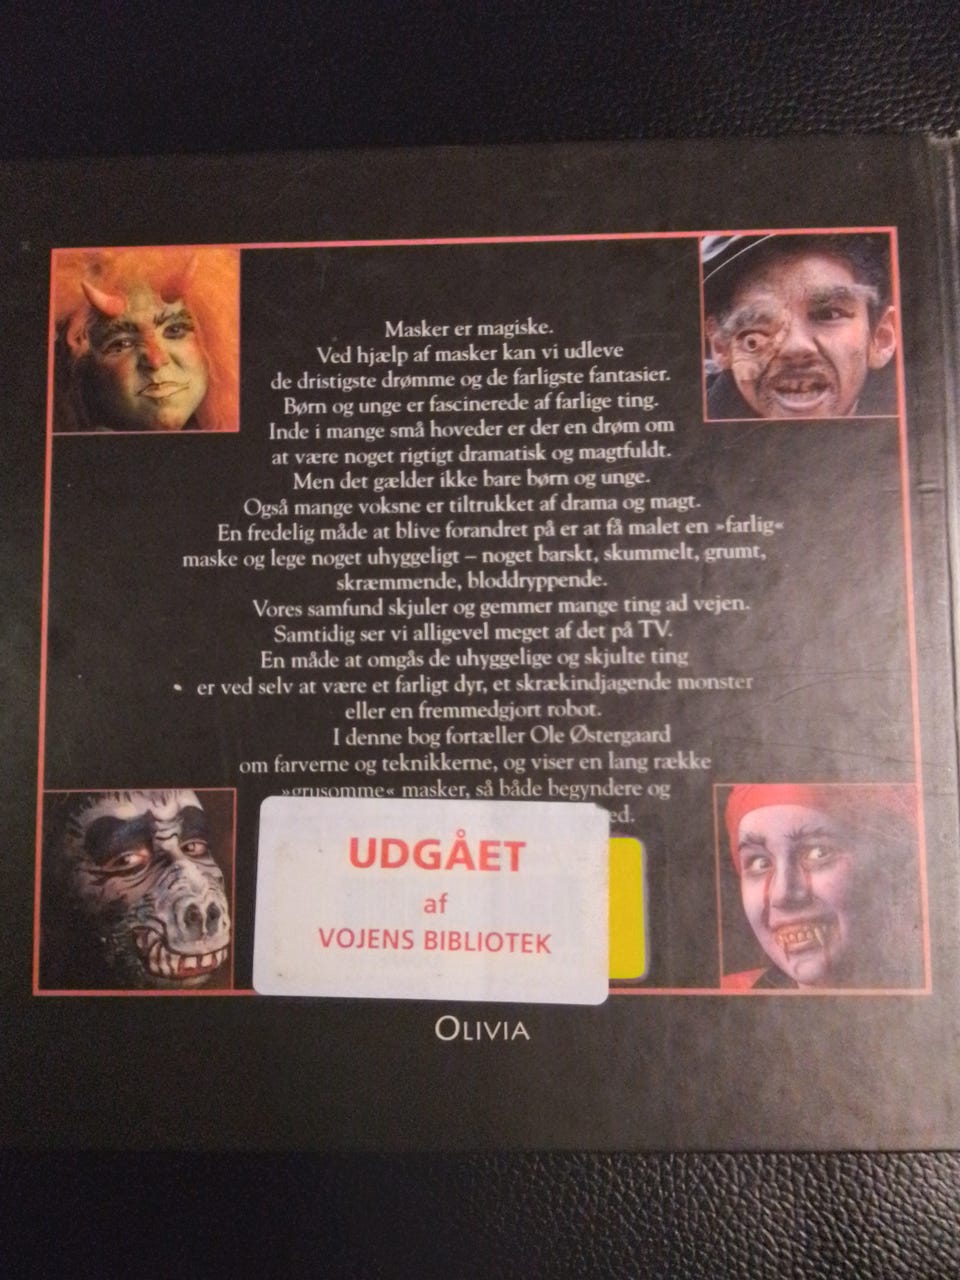 Masker er magiske.
Ved hjælp af masker kan vi udleve
de dristigste drømme og de farligste fantasier.
Børn og unge er fascinerede af farlige ting.
Inde i mange små hoveder er der en drøm om
at være noget rigtigt dramatisk og magtfuldt.
Men det gælder ikke bare børn og unge.
Også mange voksne er tiltrukket af drama og magt.
En fredelig måde at blive forandret på er at få malet en »farlig«
maske og lege noget uhyggeligt – noget barskt, skummelt, grumt,
skræmmende, bloddryppende.
Vores samfund skjuler og gemmer mange ting ad vejen.
Samtidig ser vi alligevel meget af det på TV.
En måde at omgås de uhyggelige og skjulte ting
er ved selv at være et farligt dyr, et skrækindjagende monster
eller en fremmedgjort robot.
I denne bog fortæller Ole Østergaard
om farverne og teknikkerne, og viser en lang række
»grusomme« masker, så både begyndere og
UDGÅET
af
VOJENS BIBLIOTEK
OLIVIA